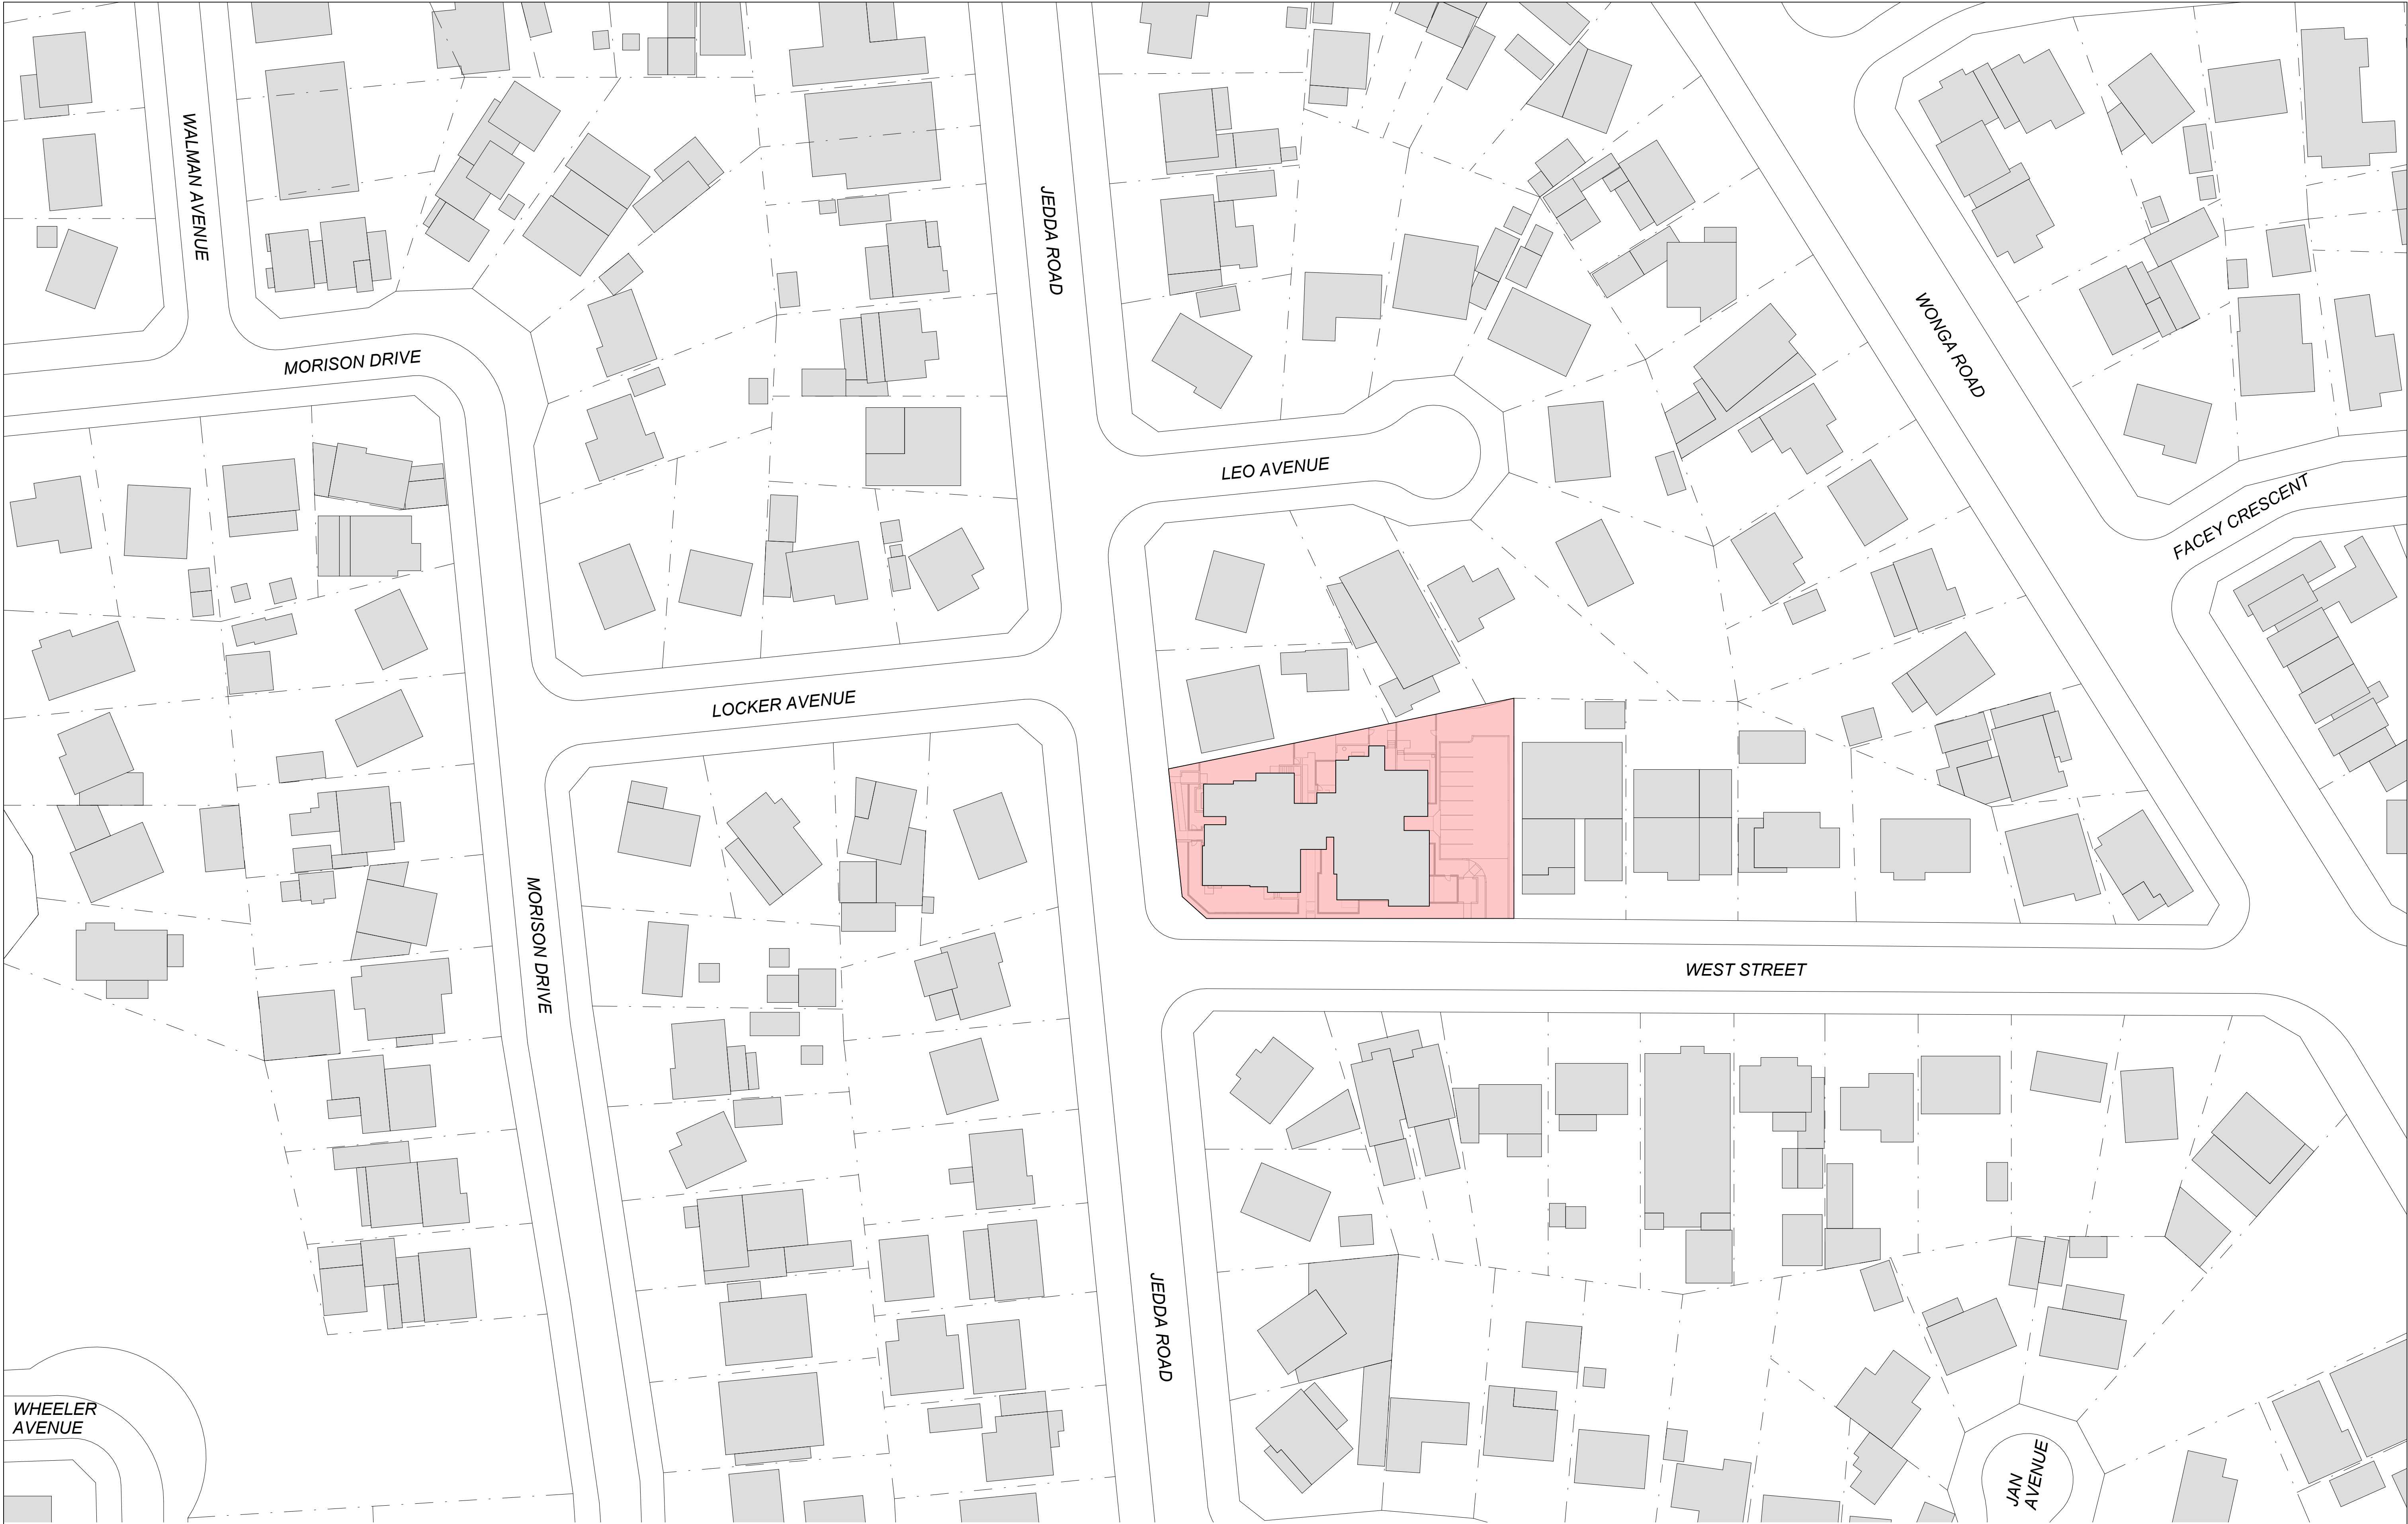 WALMAN AVENUE
JEDDA ROAD
WONGA ROAD
MORISON DRIVE
LEO AVENUE
FACEY CRESCENT
LOCKER AVENUE
MORISON DRIVE
WEST STREET
JEDDA ROAD
WHEELER
AVENUE
JAN
AVENUE